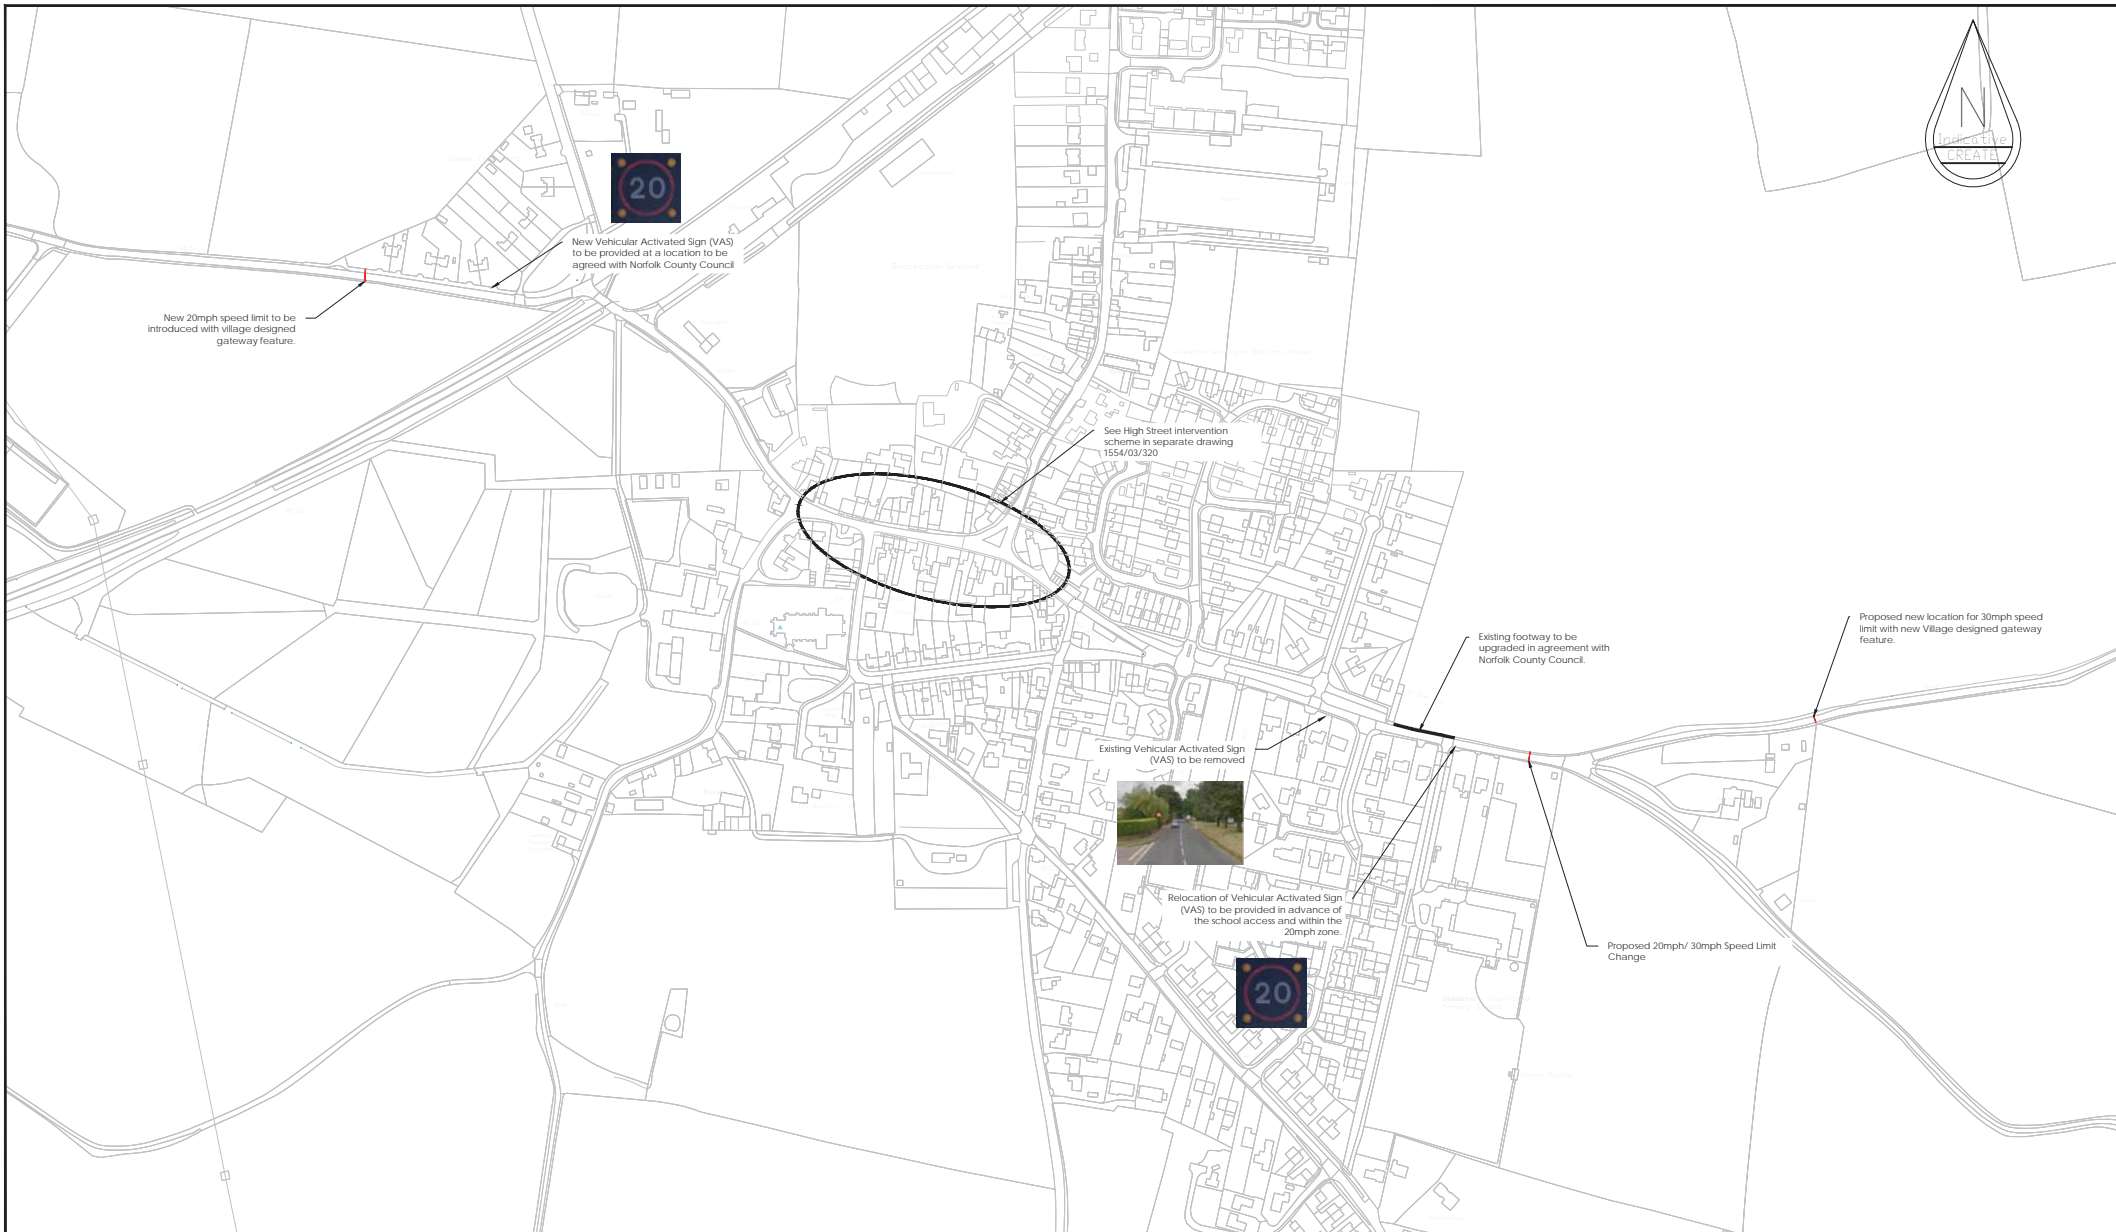 N
Indicative
CREATE
20
New Vehicular Activated Sign (VAS)
to be provided at a location to be
agreed with Norfolk County Council
New 20mph speed limit to be
introduced with village designed
gateway feature.
Recreation Ground
See High Street intervention
scheme in separate drawing
1554/03/320
Existing footway to be
upgraded in agreement with
Norfolk County Council.
Proposed new location for 30mph speed
limit with new Village designed gateway
feature.
Existing Vehicular Activated Sign
(VAS) to be removed
Relocation of Vehicular Activated Sign
(VAS) to be provided in advance of
the school access and within the
20mph zone.
Proposed 20mph/ 30mph Speed Limit
Change
20